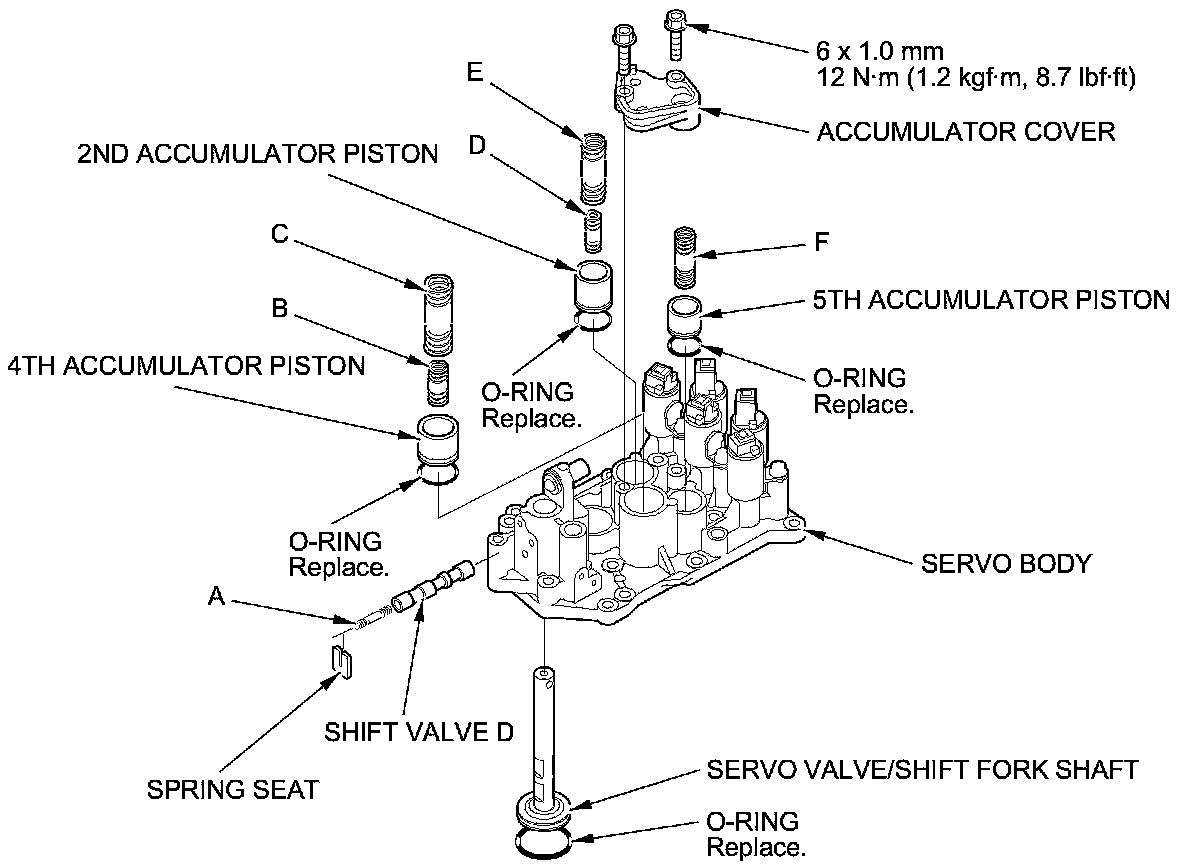 6 x 1.0 mm
12 N·m (1.2 kgf·m, 8.7 lbf·ft)
E
ACCUMULATOR COVER
D
2ND ACCUMULATOR PISTON
C
F
B
5TH ACCUMULATOR PISTON
4TH ACCUMULATOR PISTON
O-RING
Replace.
O-RING
Replace.
O-RING
Replace.
SERVO BODY
A
SHIFT VALVE D
SPRING SEAT
SERVO VALVE/SHIFT FORK SHAFT
O-RING
Replace.